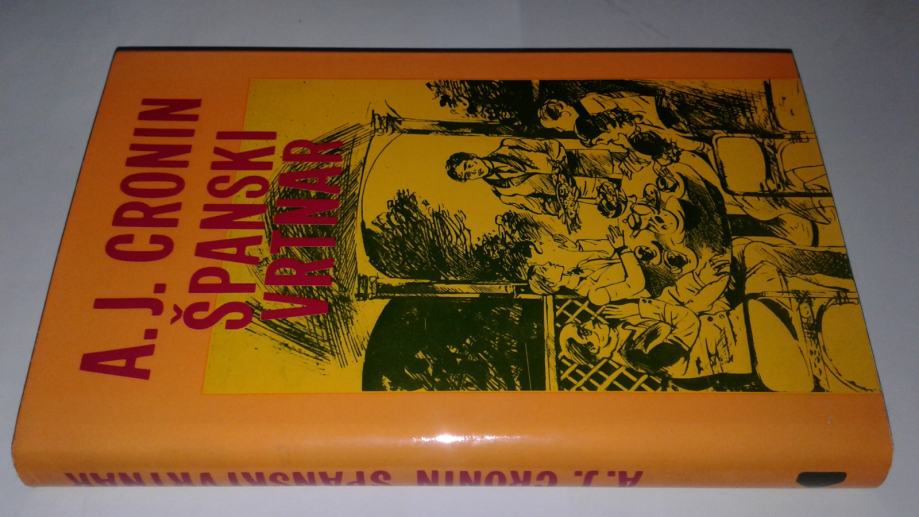 A.J. CRONIN
ŠPANSKI
VRTNAR
A.J. CRONIN ŠPANSKI VRTNAR